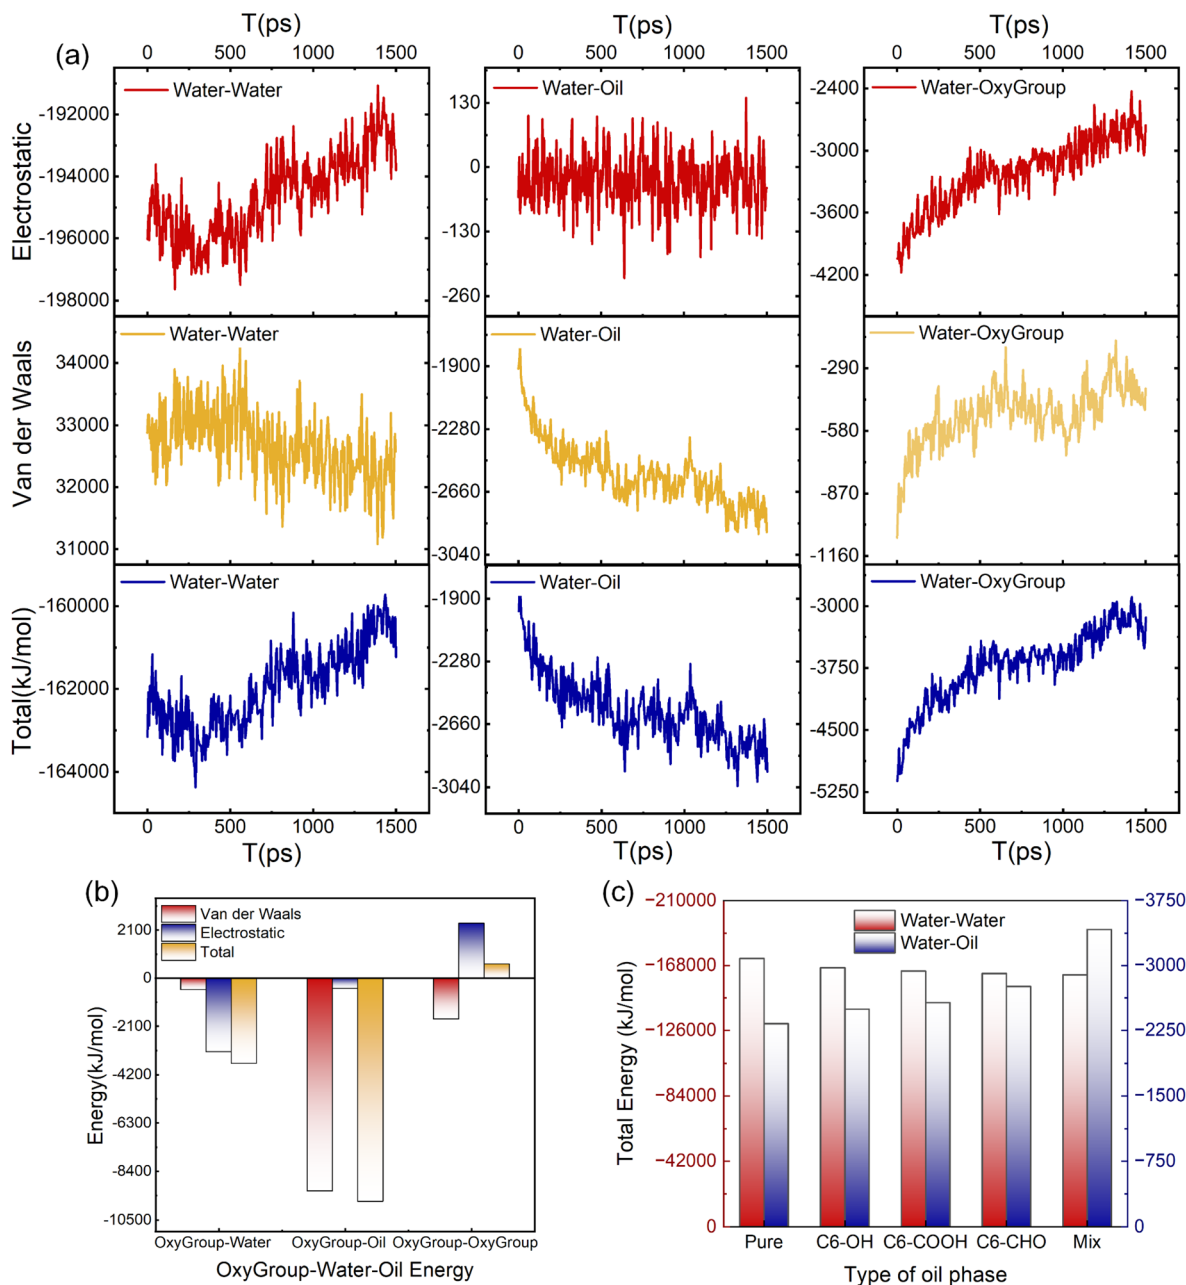 (a)
T(ps) T(ps) T(ps)
0 500 1000 1500 0 500 1000 1500 0 500 1000 1500
Electrostatic
Water-Water
-192000
-194000
-196000
-198000
Water-Oil
130
0
-130
-260
Water-OxyGroup
-2400
-3000
-3600
-4200
Van der Waals
Water-Water
34000
33000
32000
31000
Water-Oil
-1900
-2280
-2660
-3040
Water-OxyGroup
-290
-580
-870
-1160
Total(kJ/mol)
Water-Water
-160000
-162000
-164000
Water-Oil
-1900
-2280
-2660
-3040
Water-OxyGroup
-3000
-3750
-4500
-5250
0 500 1000 1500 0 500 1000 1500 0 500 1000 1500
T(ps) T(ps) T(ps)
(b)
Van der Waals
Electrostatic
Total
Energy(kJ/mol)
2100
0
-2100
-4200
-6300
-8400
-10500
OxyGroup-Water OxyGroup-Oil OxyGroup-OxyGroup
OxyGroup-Water-Oil Energy
(c)
Water-Water
Water-Oil
Total Energy (kJ/mol)
−210000
−168000
−126000
−84000
−42000
0
−3750
−3000
−2250
−1500
−750
0
Pure C6-OH C6-COOH C6-CHO Mix
Type of oil phase